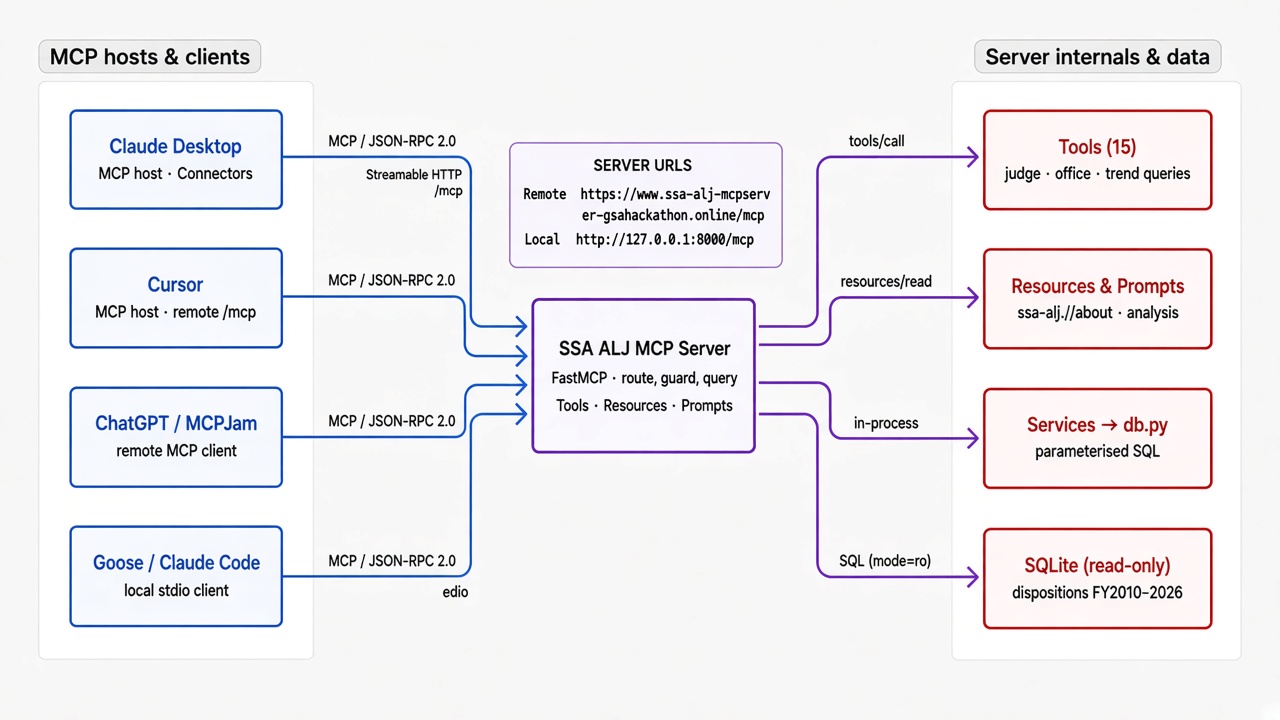 MCP hosts & clients
Claude Desktop
MCP host · Connectors
Cursor
MCP host · remote /mcp
ChatGPT / MCPJam
remote MCP client
Goose / Claude Code
local stdio client
MCP / JSON-RPC 2.0
Streamable HTTP
/mcp
MCP / JSON-RPC 2.0
MCP / JSON-RPC 2.0
MCP / JSON-RPC 2.0
edio
SERVER URLS
Remote https://www.ssa-alj-mcpserv
er-gsahackathon.online/mcp
Local http://127.0.0.1:8000/mcp
SSA ALJ MCP Server
FastMCP · route, guard, query
Tools · Resources · Prompts
tools/call
resources/read
in-process
SQL (mode=ro)
Server internals & data
Tools (15)
judge · office · trend queries
Resources & Prompts
ssa-alj.//about · analysis
Services → db.py
parameterised SQL
SQLite (read-only)
dispositions FY2010–2026